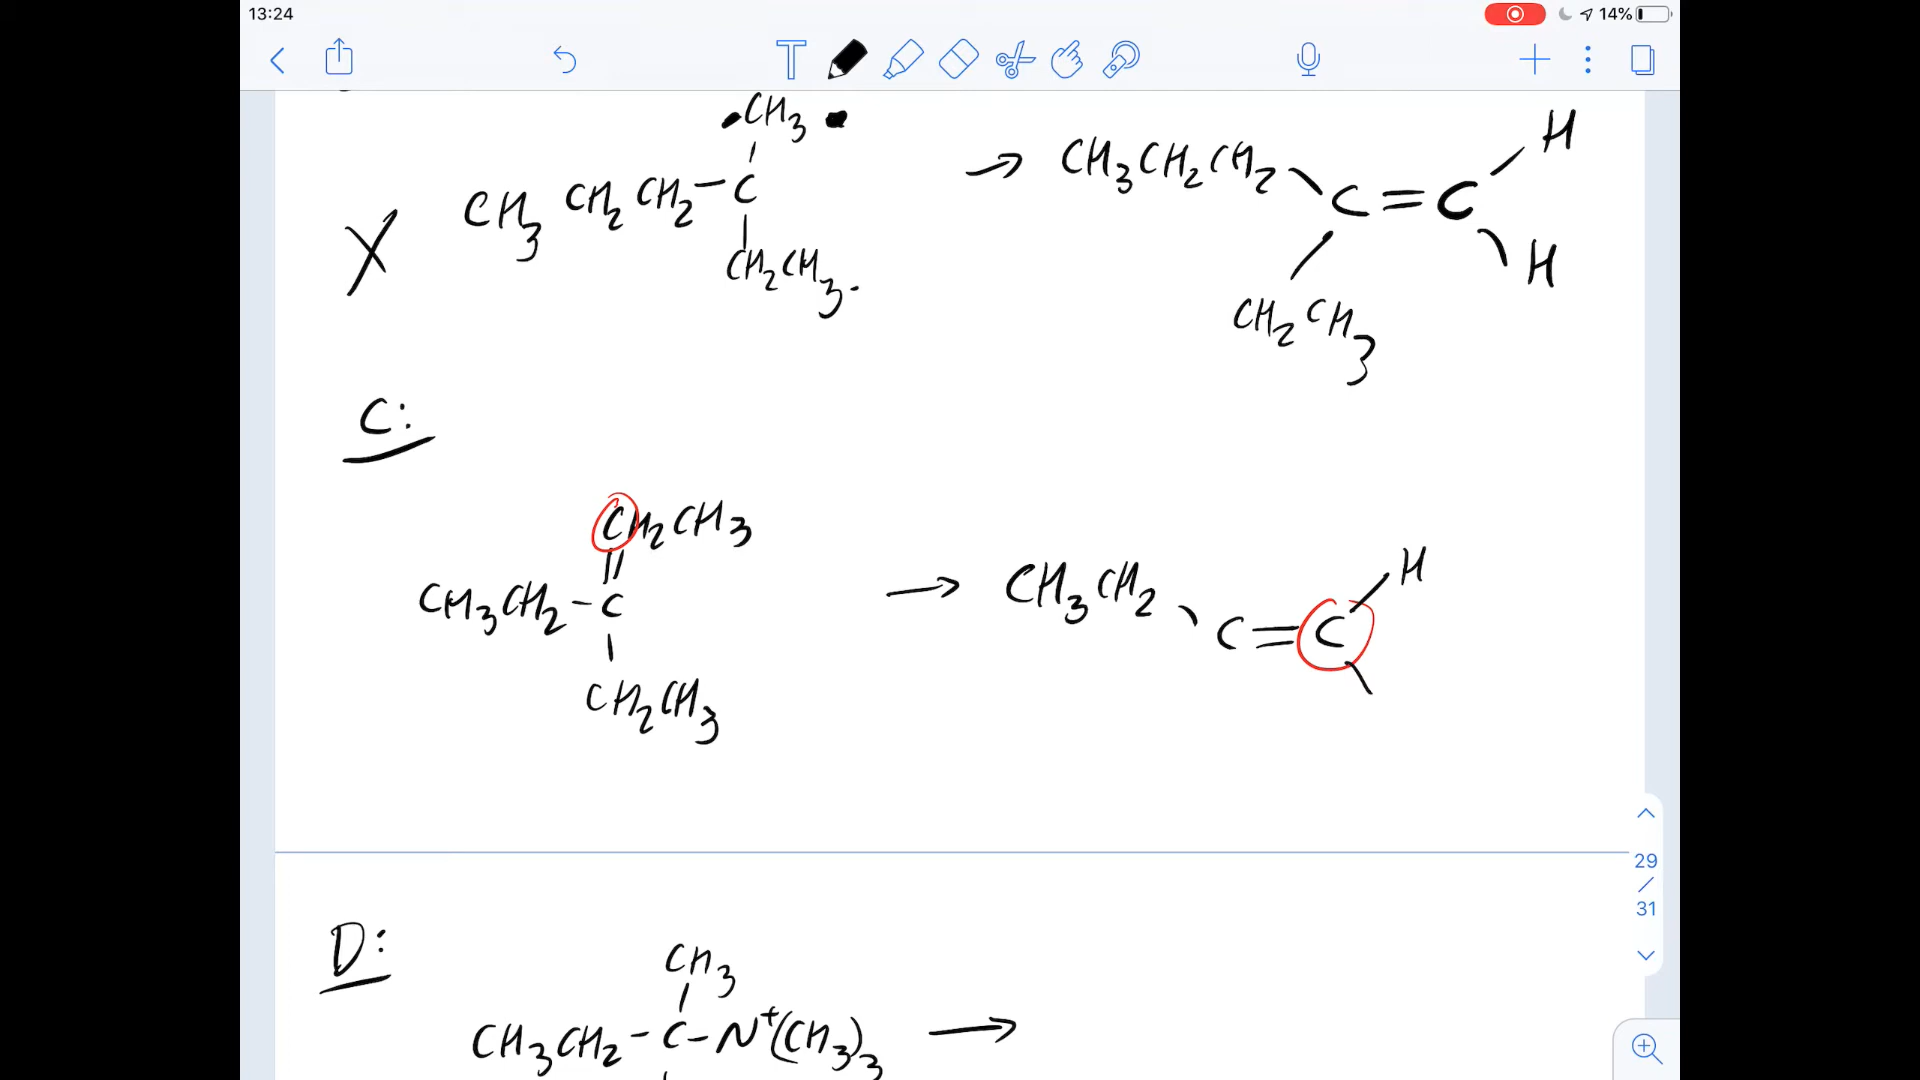 13:24
14%
T
CH3
CH3 CH2 CH2 - C
CH2CH3.
→ CH3CH2CH2
C = C
H
H
CH2CH3
X
C:
CH2CH3
CH3CH2 - C
CH2CH3
→ CH3CH2
C = C
H
29
/
31
D:
CH3
CH3CH2 - C - N+(CH3)3 →